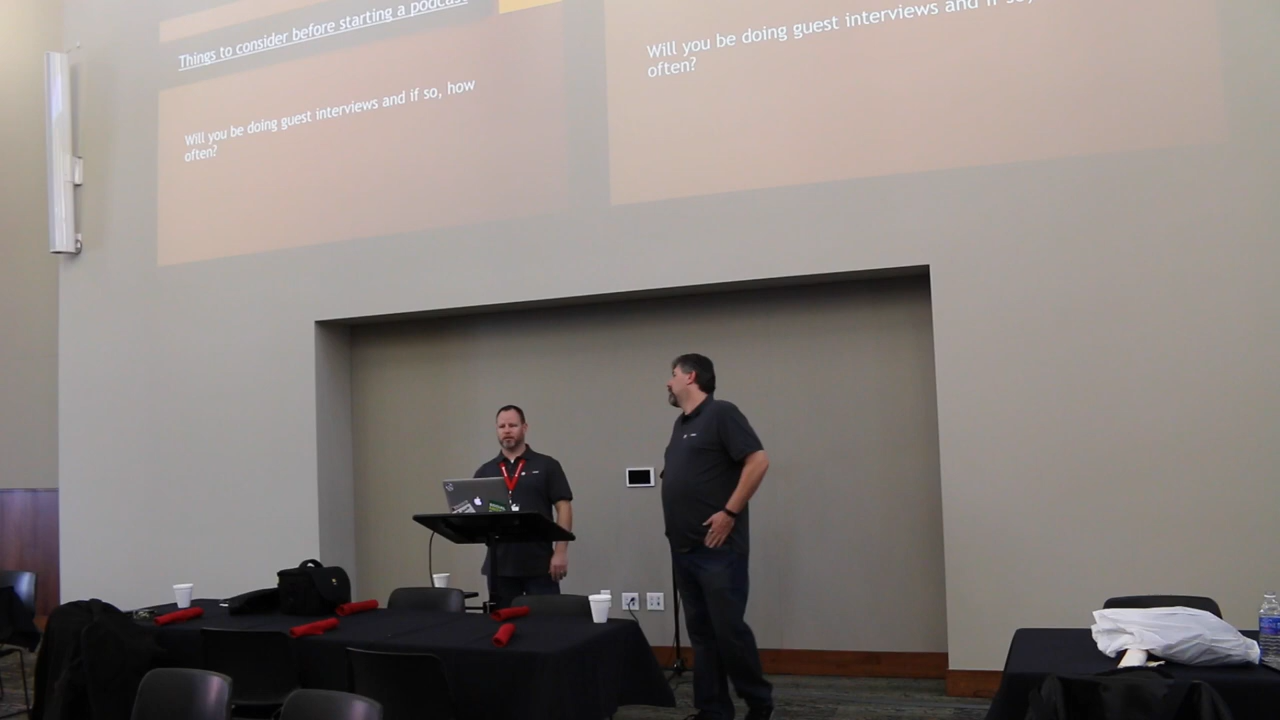 Things to consider before starting a podcast
Will you be doing guest interviews and if so, how
often?
Will you be doing guest interviews and if so,
often?